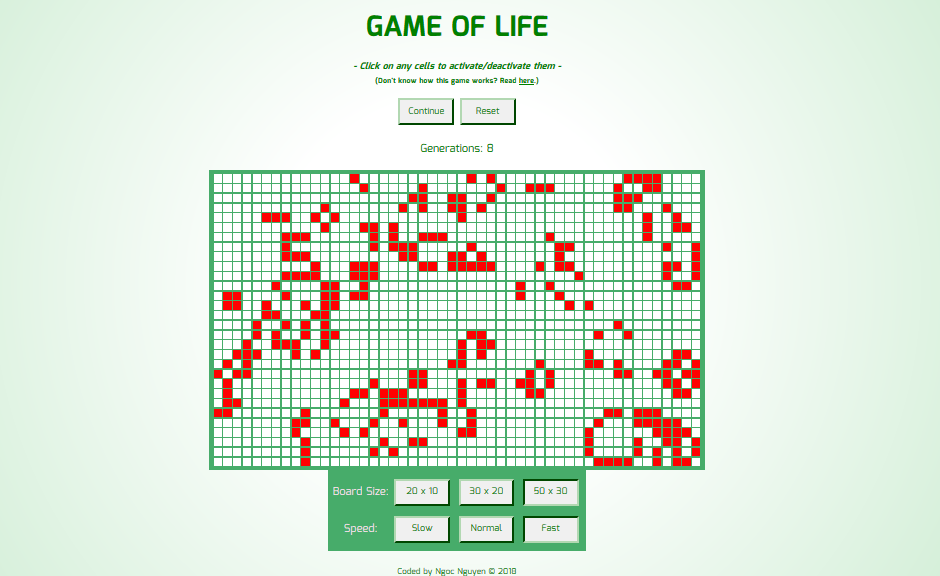 GAME OF LIFE
- Click on any cells to activate/deactivate them -
(Don't know how this game works? Read here.)
Continue Reset
Generations: 8
Board Size: 20 x 10 30 x 20 50 x 30
Speed: Slow Normal Fast
Coded by Ngoc Nguyen © 2018